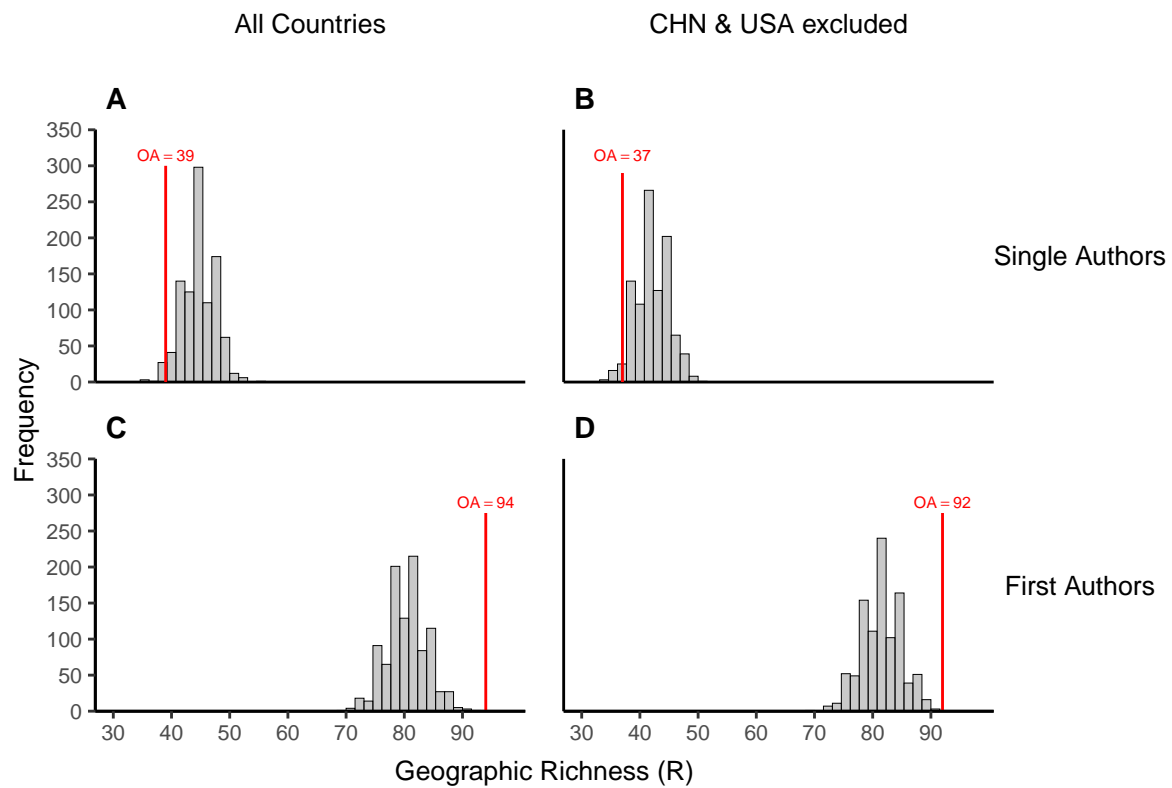 All Countries
CHN & USA excluded
A
B
350
300
250
200
150
100
50
0
OA = 39
OA = 37
Single Authors
Frequency
C
D
350
300
250
200
150
100
50
0
OA = 94
OA = 92
First Authors
30 40 50 60 70 80 90
30 40 50 60 70 80 90
Geographic Richness (R)